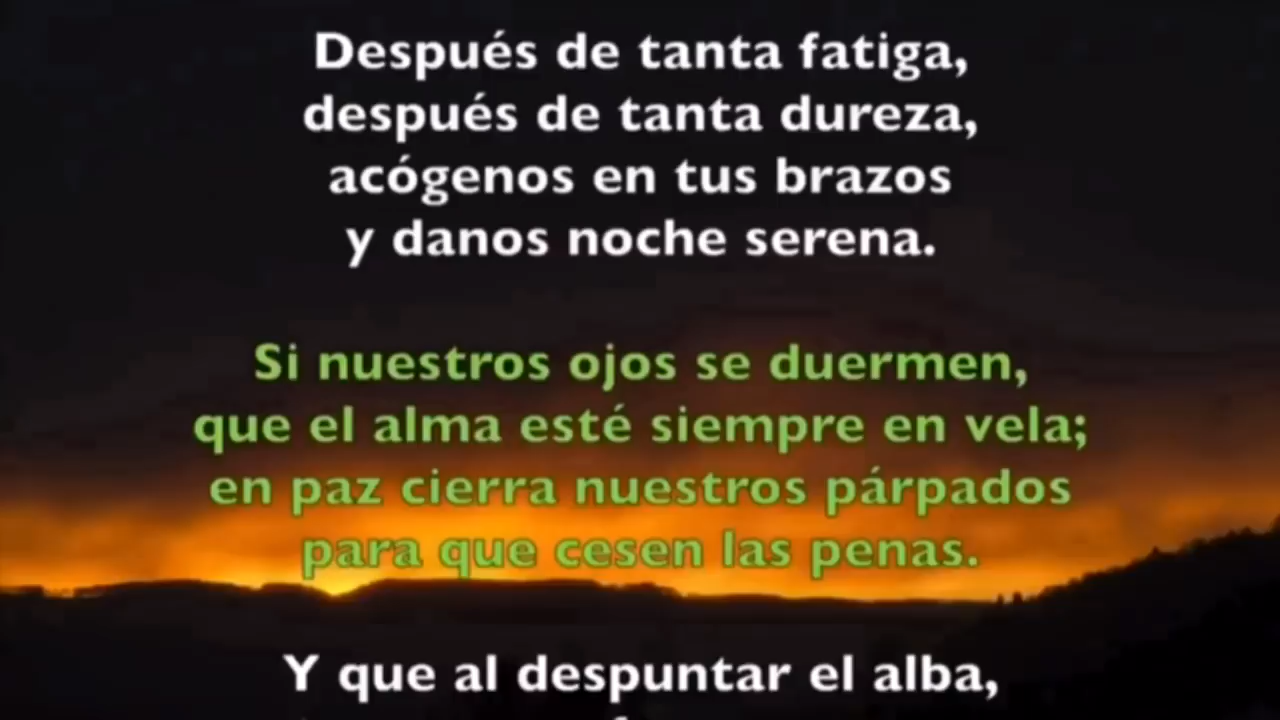 Después de tanta fatiga,
después de tanta dureza,
acógenos en tus brazos
y danos noche serena.
Si nuestros ojos se duermen,
que el alma esté siempre en vela;
en paz cierra nuestros párpados
para que cesen las penas.
Y que al despuntar el alba,